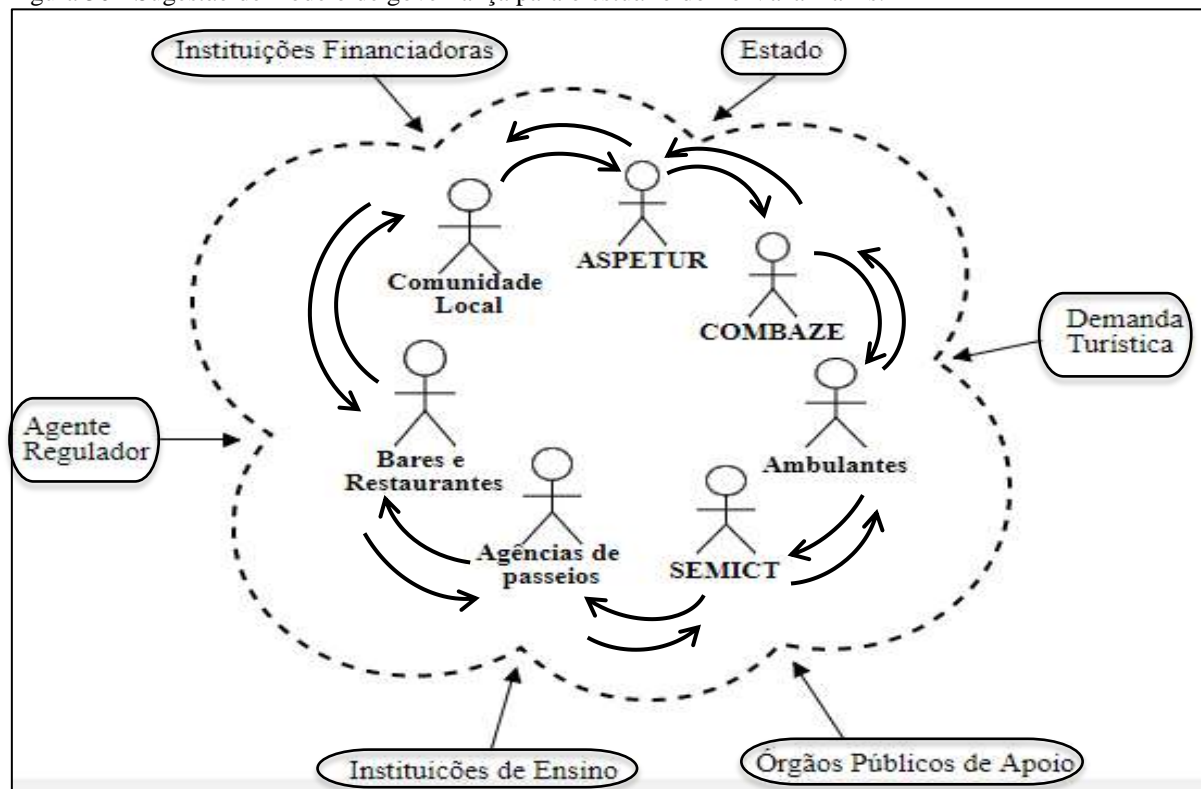 Instituições Financiadoras
Estado
ASPETUR
Comunidade
Local
COMBAZE
Demanda
Turística
Agente
Regulador
Bares e
Restaurantes
Ambulantes
Agências de
passeios
SEMICT
Instituições de Ensino
Órgãos Públicos de Apoio